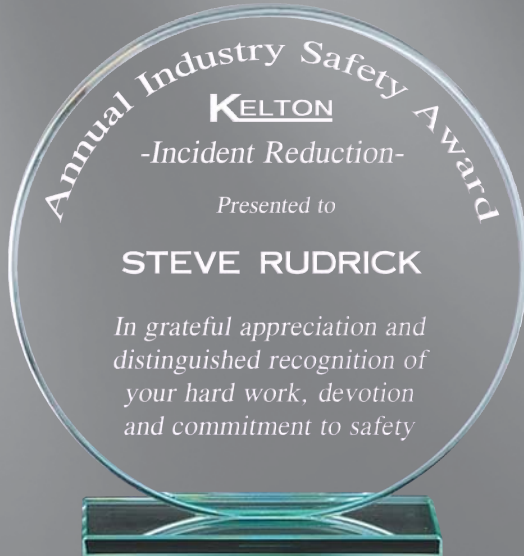 Annual Industry Safety Award
KELTON
-Incident Reduction-
Presented to
STEVE RUDRICK
In grateful appreciation and
distinguished recognition of
your hard work, devotion
and commitment to safety